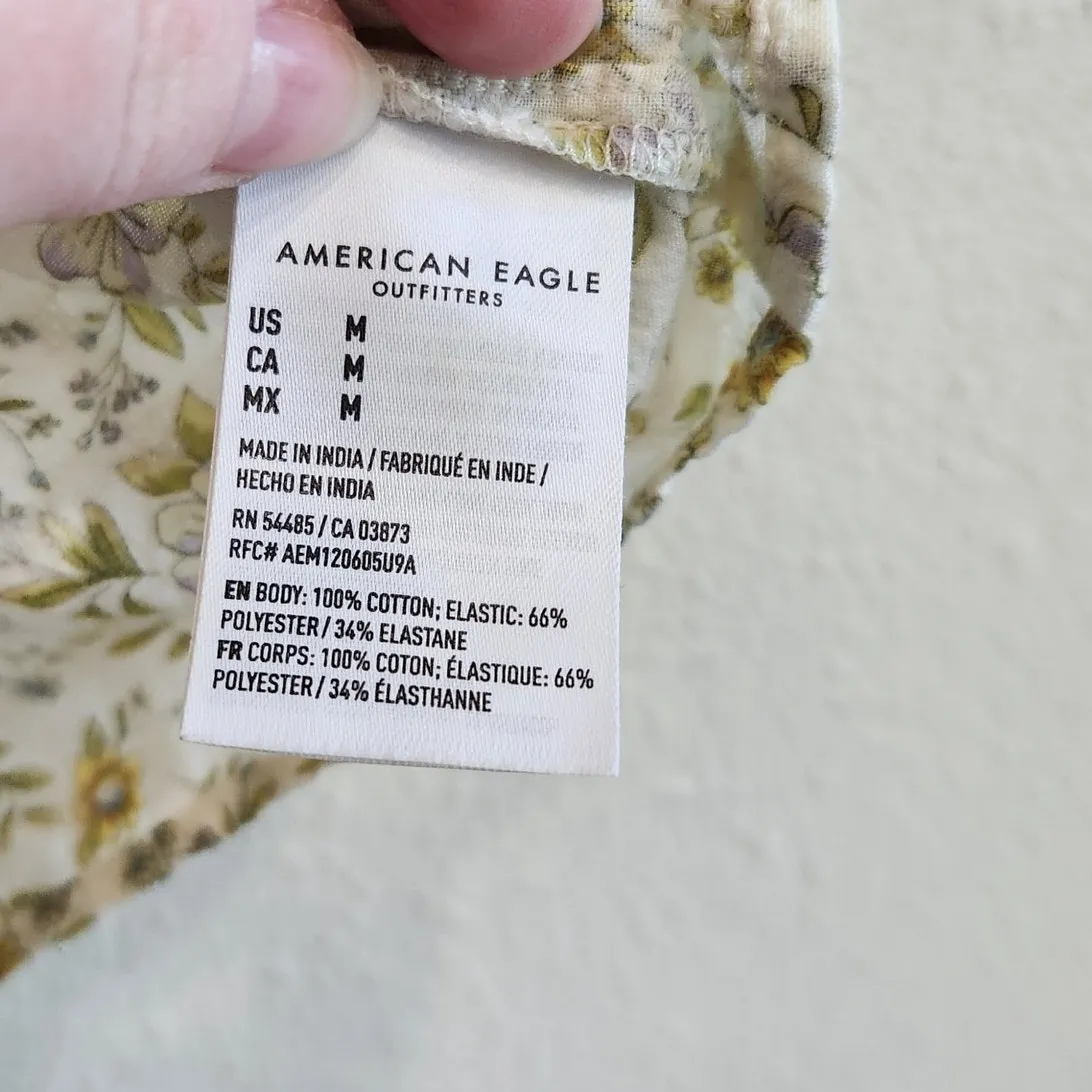 AMERICAN EAGLE
OUTFITTERS
US M
CA M
MX M
MADE IN INDIA / FABRIQUÉ EN INDE /
HECHO EN INDIA
RN 54485 / CA 03873
RFC# AEM120605U9A
EN BODY: 100% COTTON; ELASTIC: 66%
POLYESTER / 34% ELASTANE
FR CORPS: 100% COTON; ÉLASTIQUE: 66%
POLYESTER / 34% ÉLASTHANNE